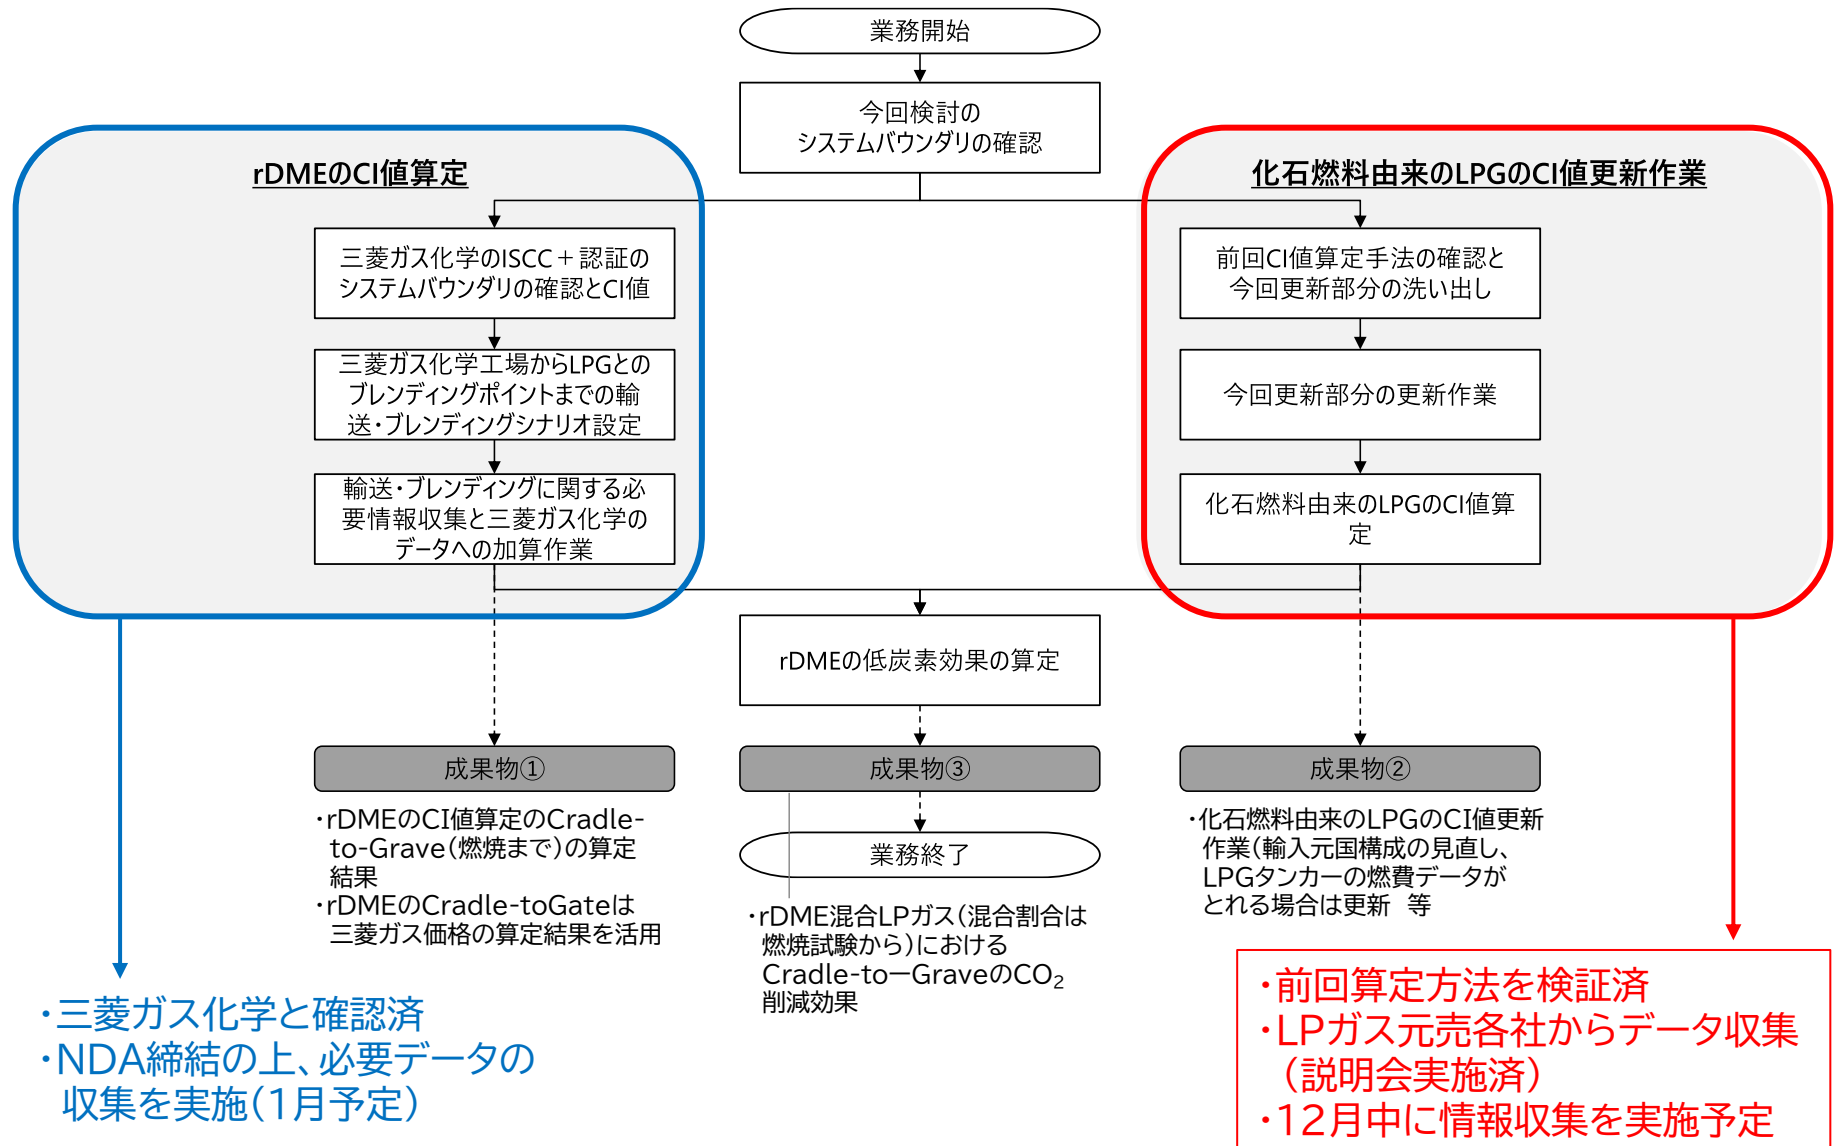 業務開始
今回検討の
システムバウンダリの確認
rDMEのCI値算定
三菱ガス化学のISCC＋認証の
システムバウンダリの確認とCI値
三菱ガス化学工場からLPGとの
ブレンディングポイントまでの輸
送・ブレンディングシナリオ設定
輸送・ブレンディングに関する必
要情報収集と三菱ガス化学の
データへの加算作業
化石燃料由来のLPGのCI値更新作業
前回CI値算定手法の確認と
今回更新部分の洗い出し
今回更新部分の更新作業
化石燃料由来のLPGのCI値算
定
rDMEの低炭素効果の算定
成果物①
・rDMEのCI値算定のCradle-
to-Grave（燃焼まで）の算定
結果
・rDMEのCradle-toGateは
三菱ガス価格の算定結果を活用
成果物③
業務終了
・rDME混合LPガス（混合割合は
燃焼試験から）における
Cradle-toーGraveのCO₂
削減効果
成果物②
・化石燃料由来のLPGのCI値更新
作業（輸入元国構成の見直し、
LPGタンカーの燃費データが
とれる場合は更新　等
・三菱ガス化学と確認済
・NDA締結の上、必要データの
収集を実施（1月予定）
・前回算定方法を検証済
・LPガス元売各社からデータ収集
（説明会実施済）
・12月中に情報収集を実施予定